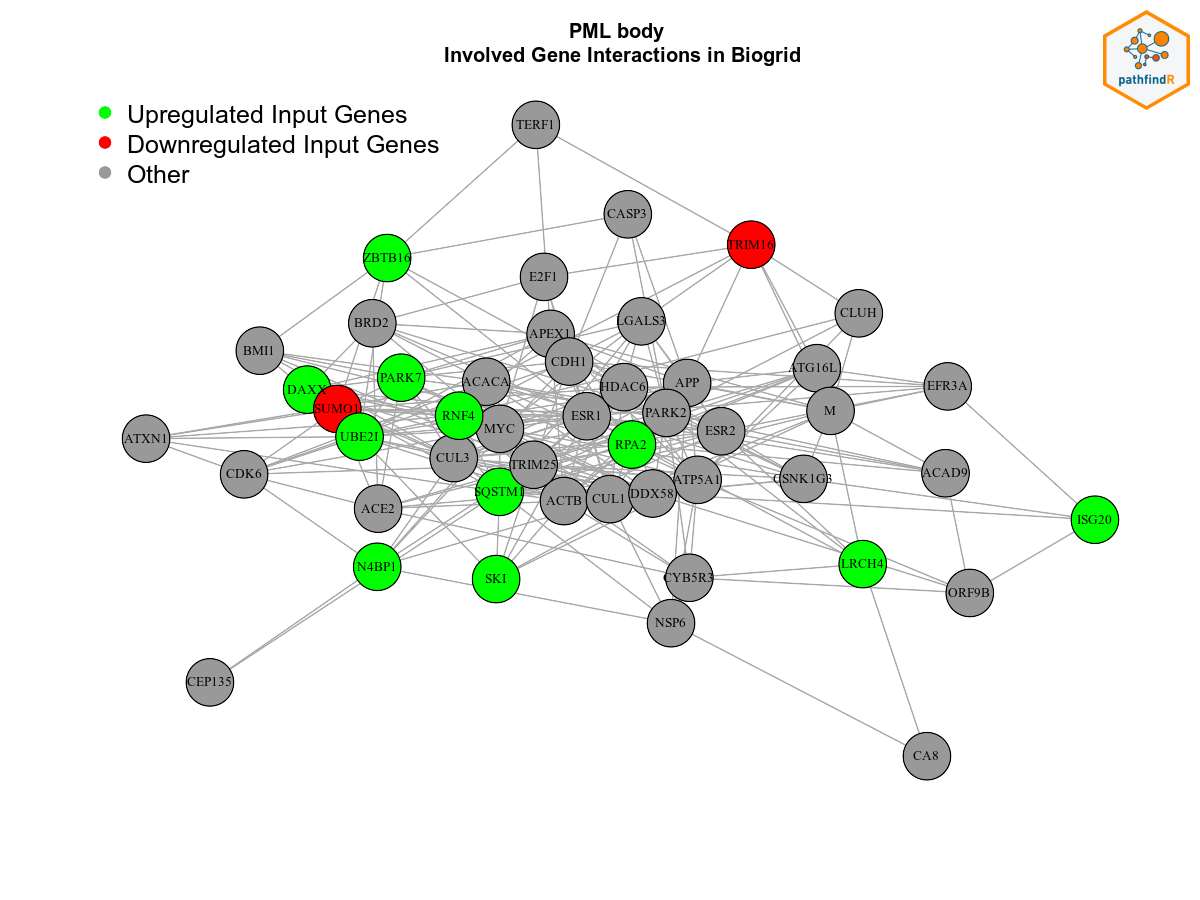 PML body
Involved Gene Interactions in Biogrid
pathfindR
Upregulated Input Genes
Downregulated Input Genes
Other
TERF1
CASP3
TRIM16
ZBTB16
E2F1
CLUH
BRD2
LGALS3
APEX1
BMI1
CDH1
ATG16L
PARK7
ACACA
HDAC6
APP
EFR3A
DAXX
SUMO1
RNF4
ESR1
PARK2
M
MYC
ESR2
ATXN1
UBE2I
RPA2
CUL3
TRIM25
CDK6
ACAD9
SQSTM1
ATP5A1
CSNK1G3
DDX58
ACTB
CUL1
ACE2
ISG20
N4BP1
SKI
CYB5R3
LRCH4
ORF9B
NSP6
CEP135
CA8